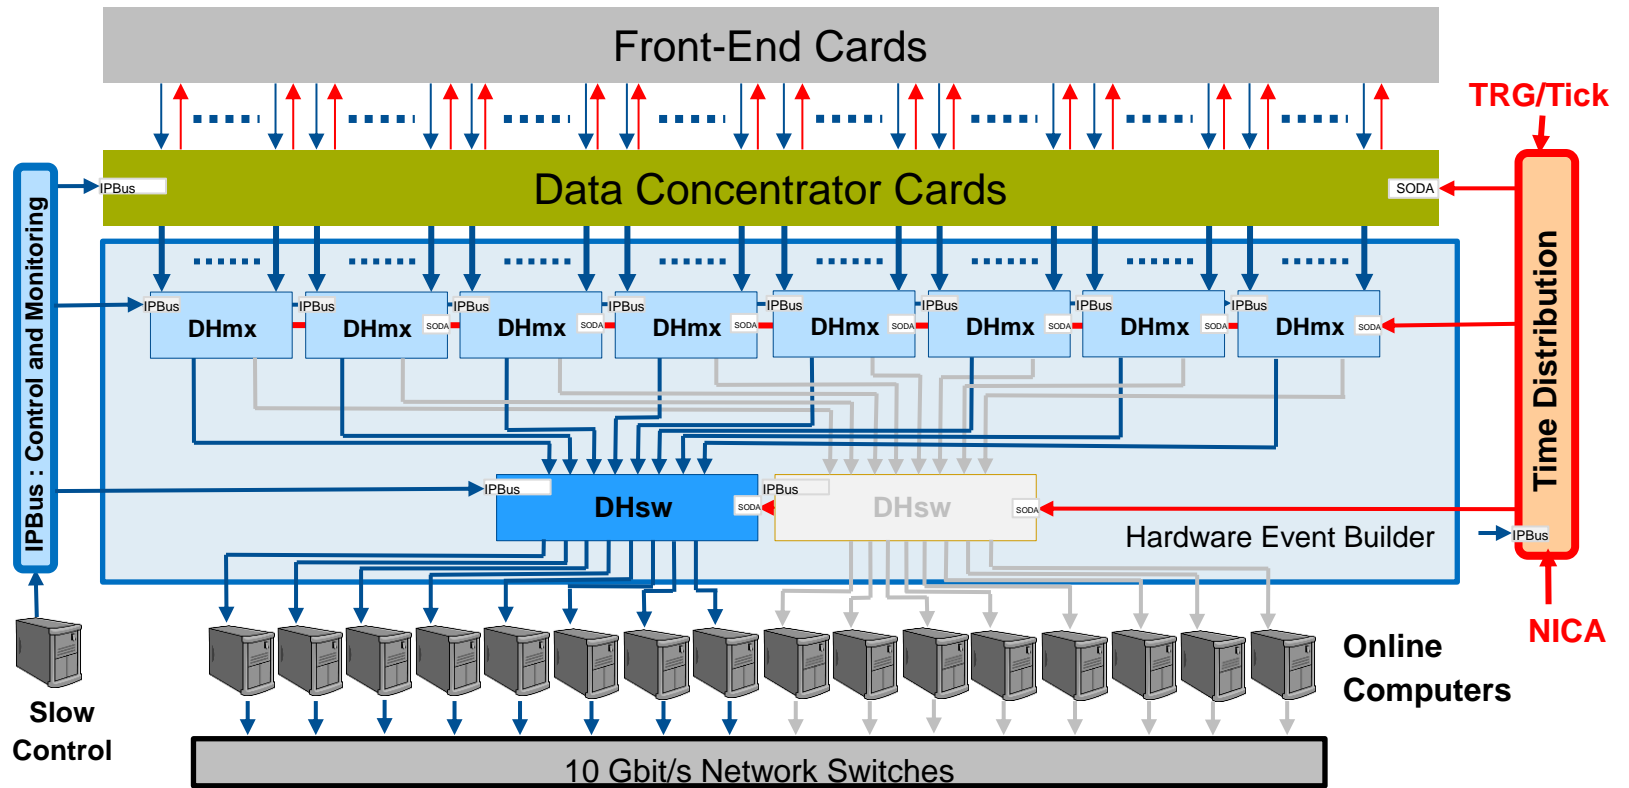 Front-End Cards
TRG/Tick
IPBus
Data Concentrator Cards
SODA
IPBus : Control and Monitoring
Time Distribution
IPBus
IPBus
IPBus
IPBus
IPBus
IPBus
IPBus
IPBus
DHmx
DHmx
SODA
DHmx
SODA
DHmx
SODA
DHmx
SODA
DHmx
SODA
DHmx
SODA
DHmx
SODA
IPBus
DHsw
SODA
IPBus
DHsw
SODA
Hardware Event Builder
IPBus
NICA
Online
Computers
Slow
Control
10 Gbit/s Network Switches